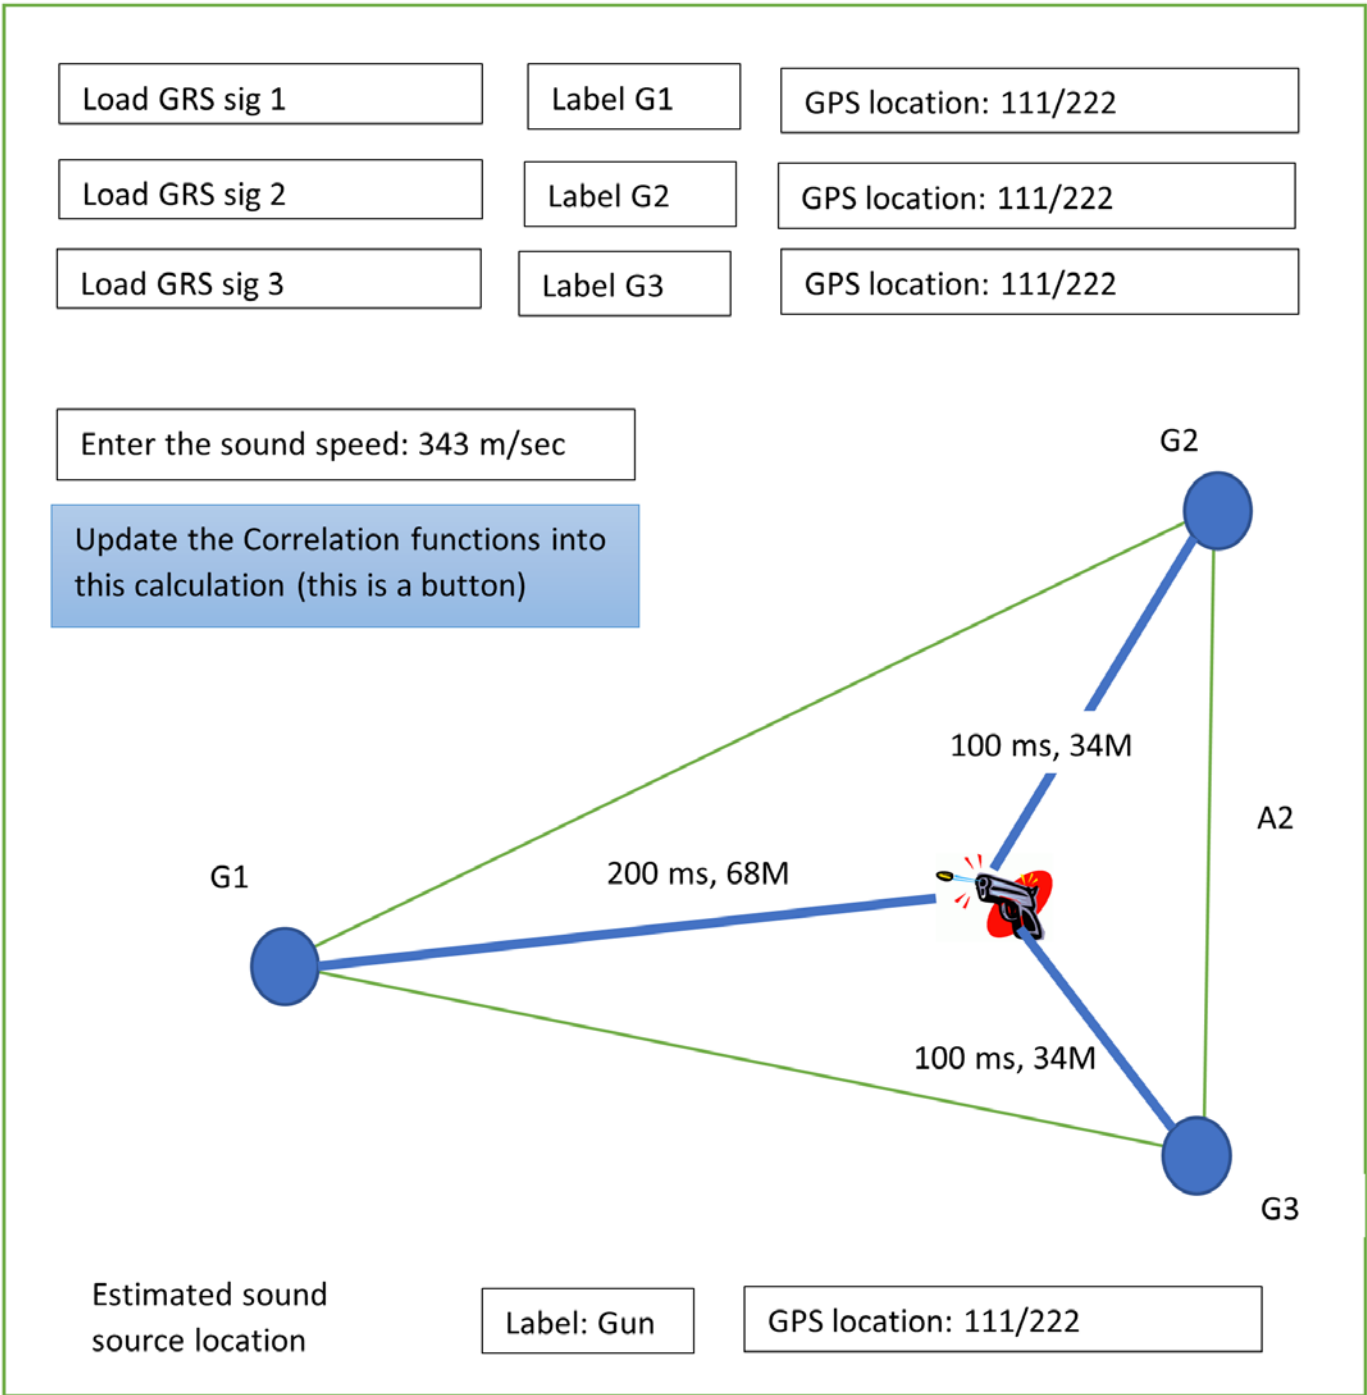 Load GRS sig 1
Label G1
GPS location: 111/222
Load GRS sig 2
Label G2
GPS location: 111/222
Load GRS sig 3
Label G3
GPS location: 111/222
Enter the sound speed: 343 m/sec
Update the Correlation functions into
this calculation (this is a button)
G2
100 ms, 34M
A2
G1
200 ms, 68M
100 ms, 34M
G3
Estimated sound
source location
Label: Gun
GPS location: 111/222